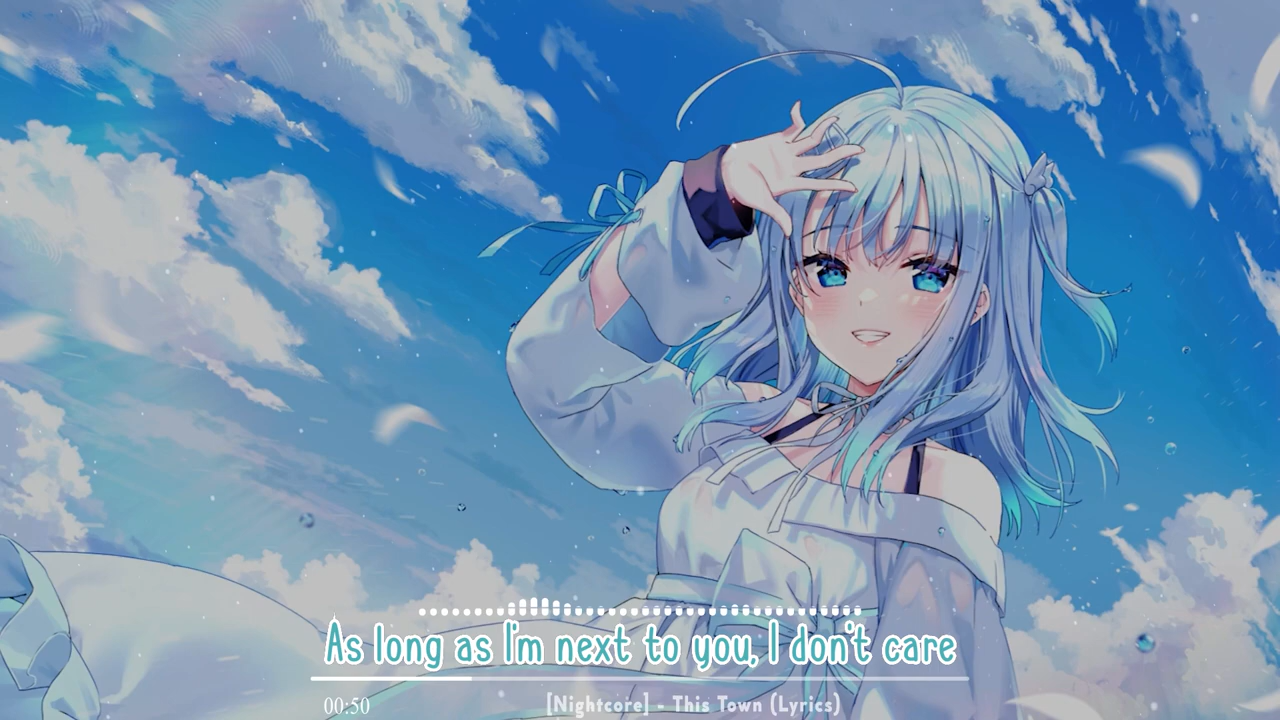 As long as I'm next to you, I don't care
00:50 [Nightcore] - This Town (Lyrics)